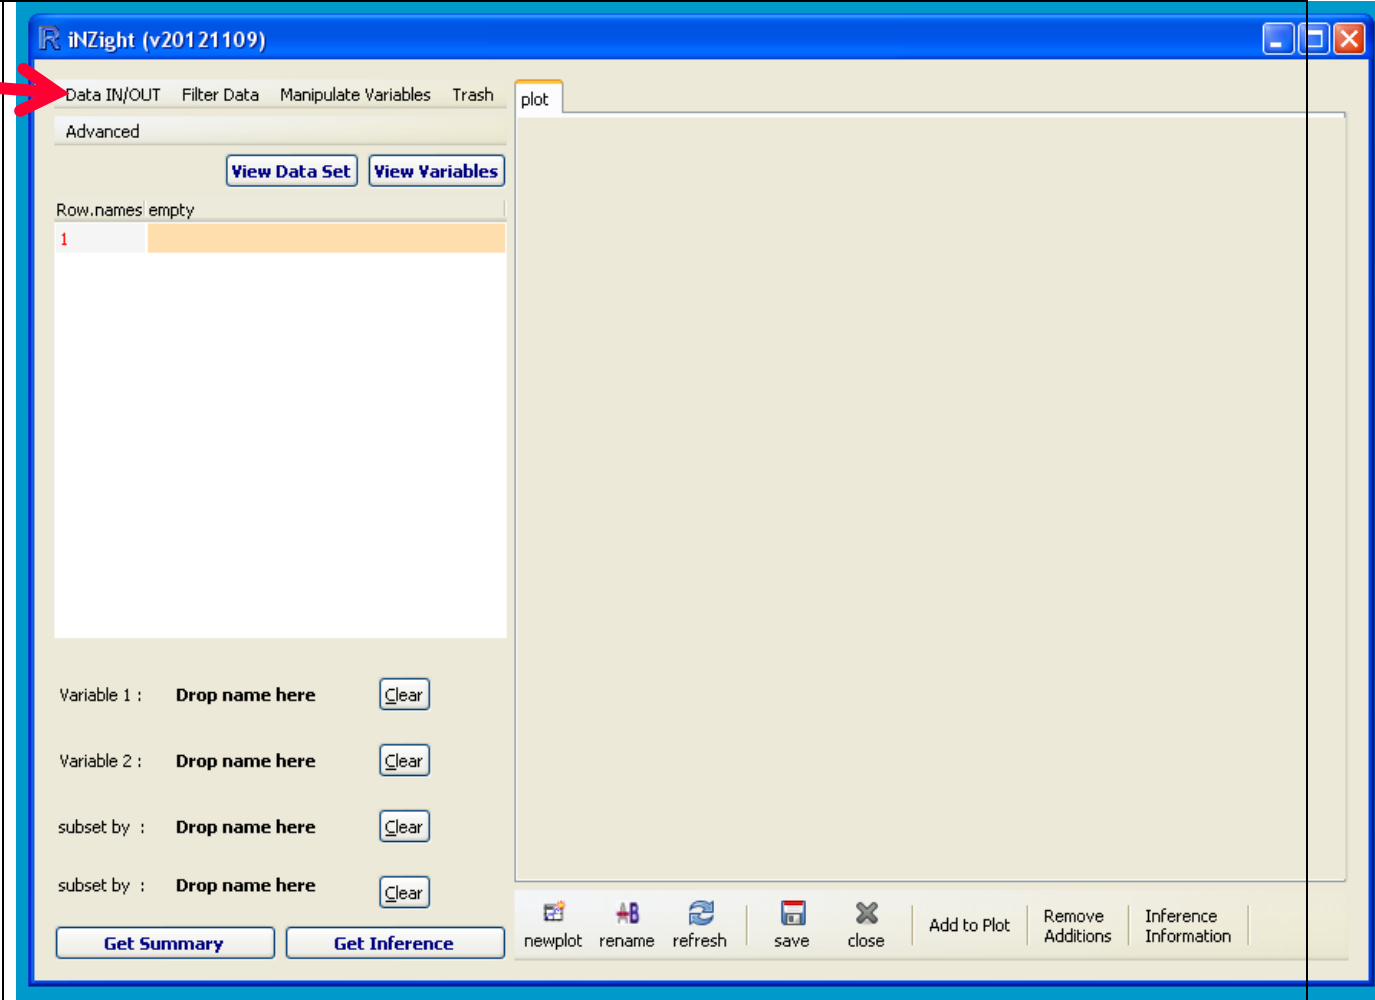 iNZight (v20121109)
Data IN/OUT Filter Data Manipulate Variables Trash
Advanced
View Data Set View Variables
Row.names empty
1
Variable 1 : Drop name here Clear
Variable 2 : Drop name here Clear
subset by : Drop name here Clear
subset by : Drop name here Clear
Get Summary Get Inference
plot
newplot rename refresh save close Add to Plot Remove Additions Inference Information